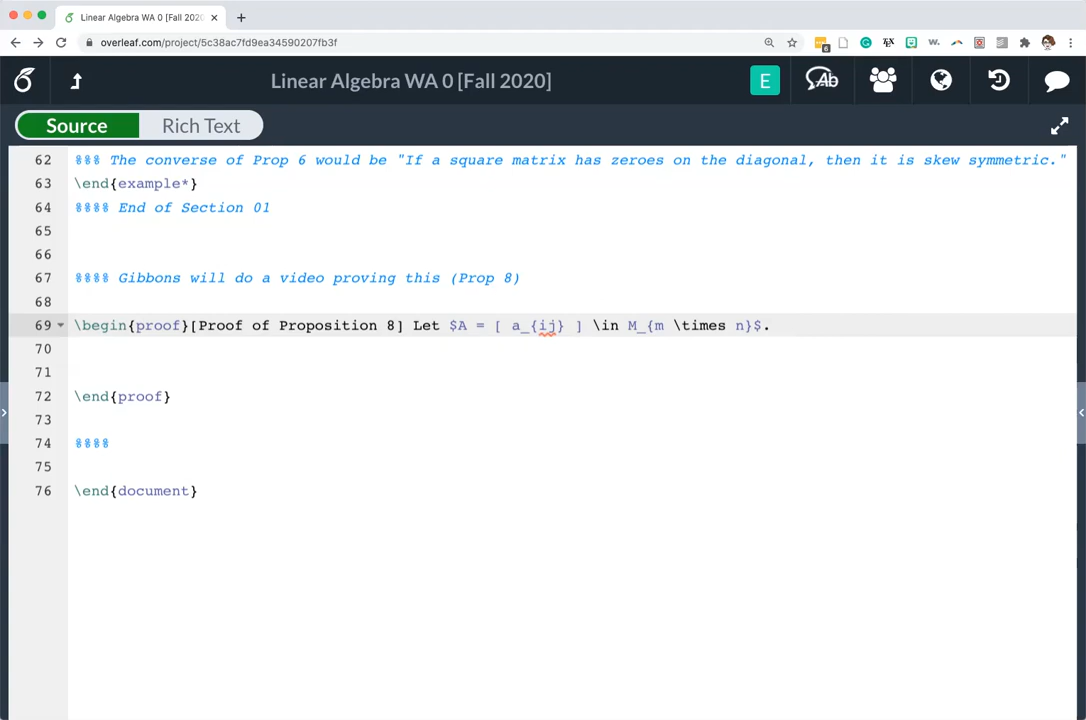 Linear Algebra WA 0 [Fall 2020
overleaf.com/project/5c38ac7fd9ea34590207fb3f
6
TEX
W.
Linear Algebra WA 0 [Fall 2020]
E
Ab
Source
Rich Text
62 %%% The converse of Prop 6 would be "If a square matrix has zeroes on the diagonal, then it is skew symmetric."
63 \end{example*}
64 %%%% End of Section 01
65
66
67 %%%% Gibbons will do a video proving this (Prop 8)
68
69 \begin{proof}[Proof of Proposition 8] Let $A = [ a_{ij} ] \in M_{m \times n}$.
70
71
72 \end{proof}
73
74 %%%%
75
76 \end{document}